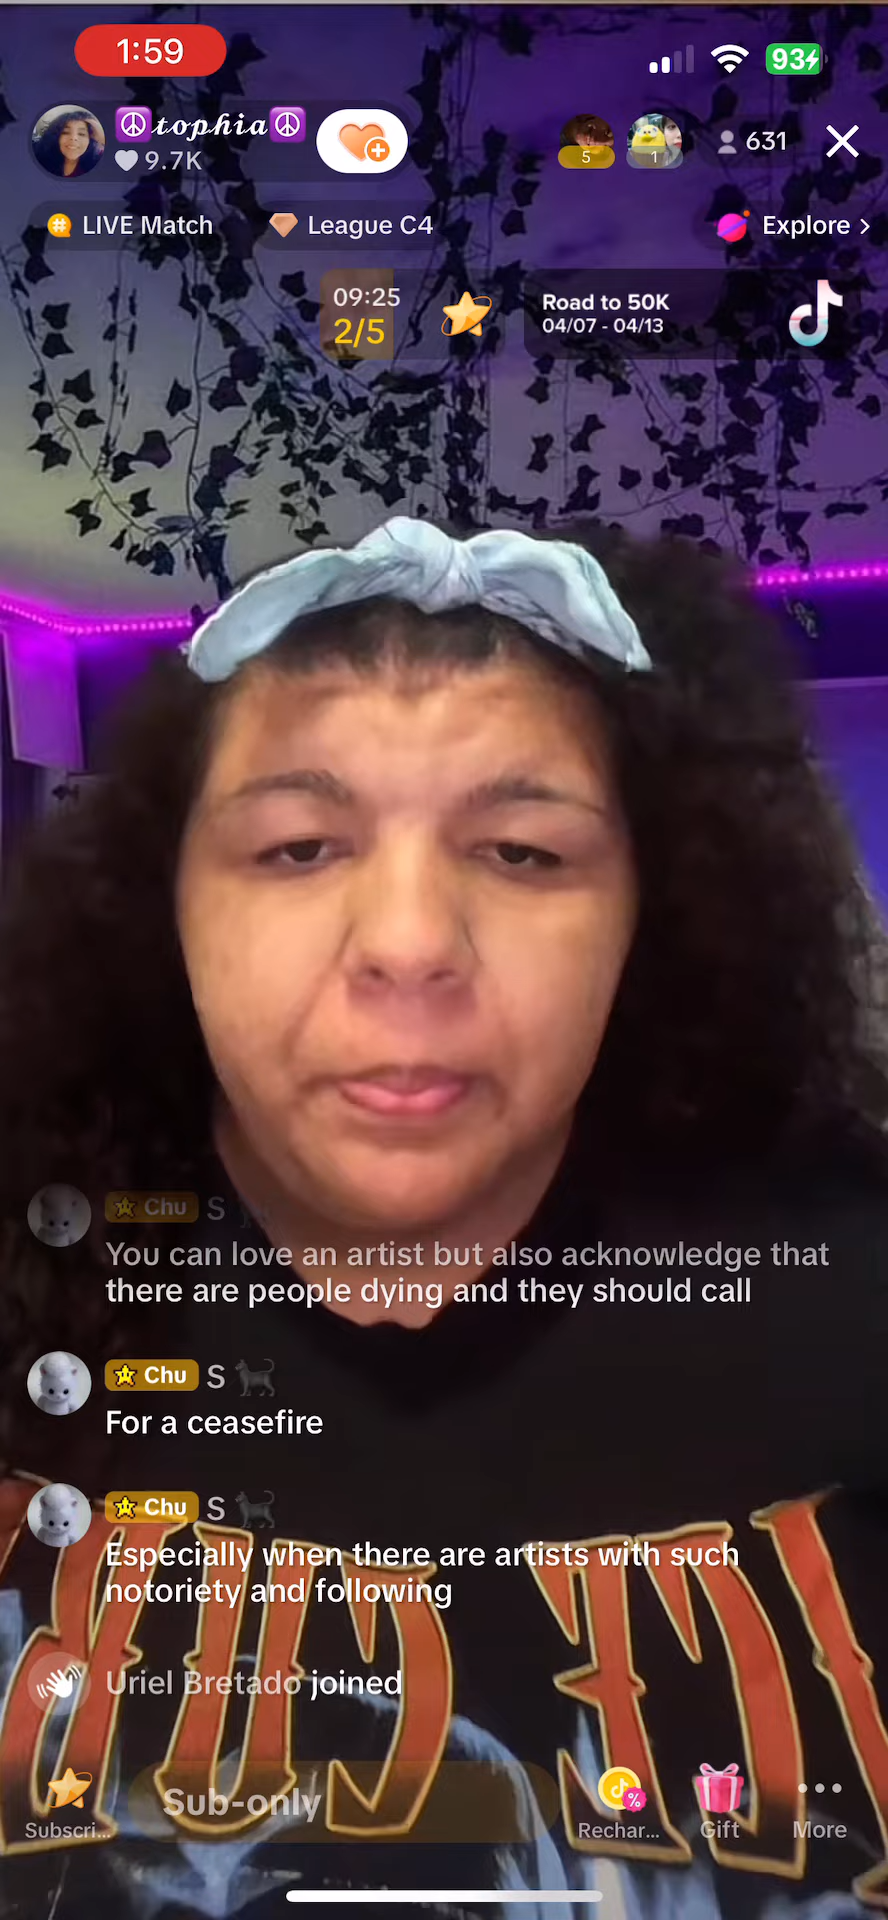 1:59
93
☮️tophia☮️
9.7K
5
1
631
LIVE Match
League C4
Explore >
09:25
2/5
Road to 50K
04/07 - 04/13
Chu S
You can love an artist but also acknowledge that
there are people dying and they should call
Chu S
For a ceasefire
Chu S
Especially when there are artists with such
notoriety and following
Uriel Bretado joined
Sub-only
Subscri...
Rechar...
Gift
More